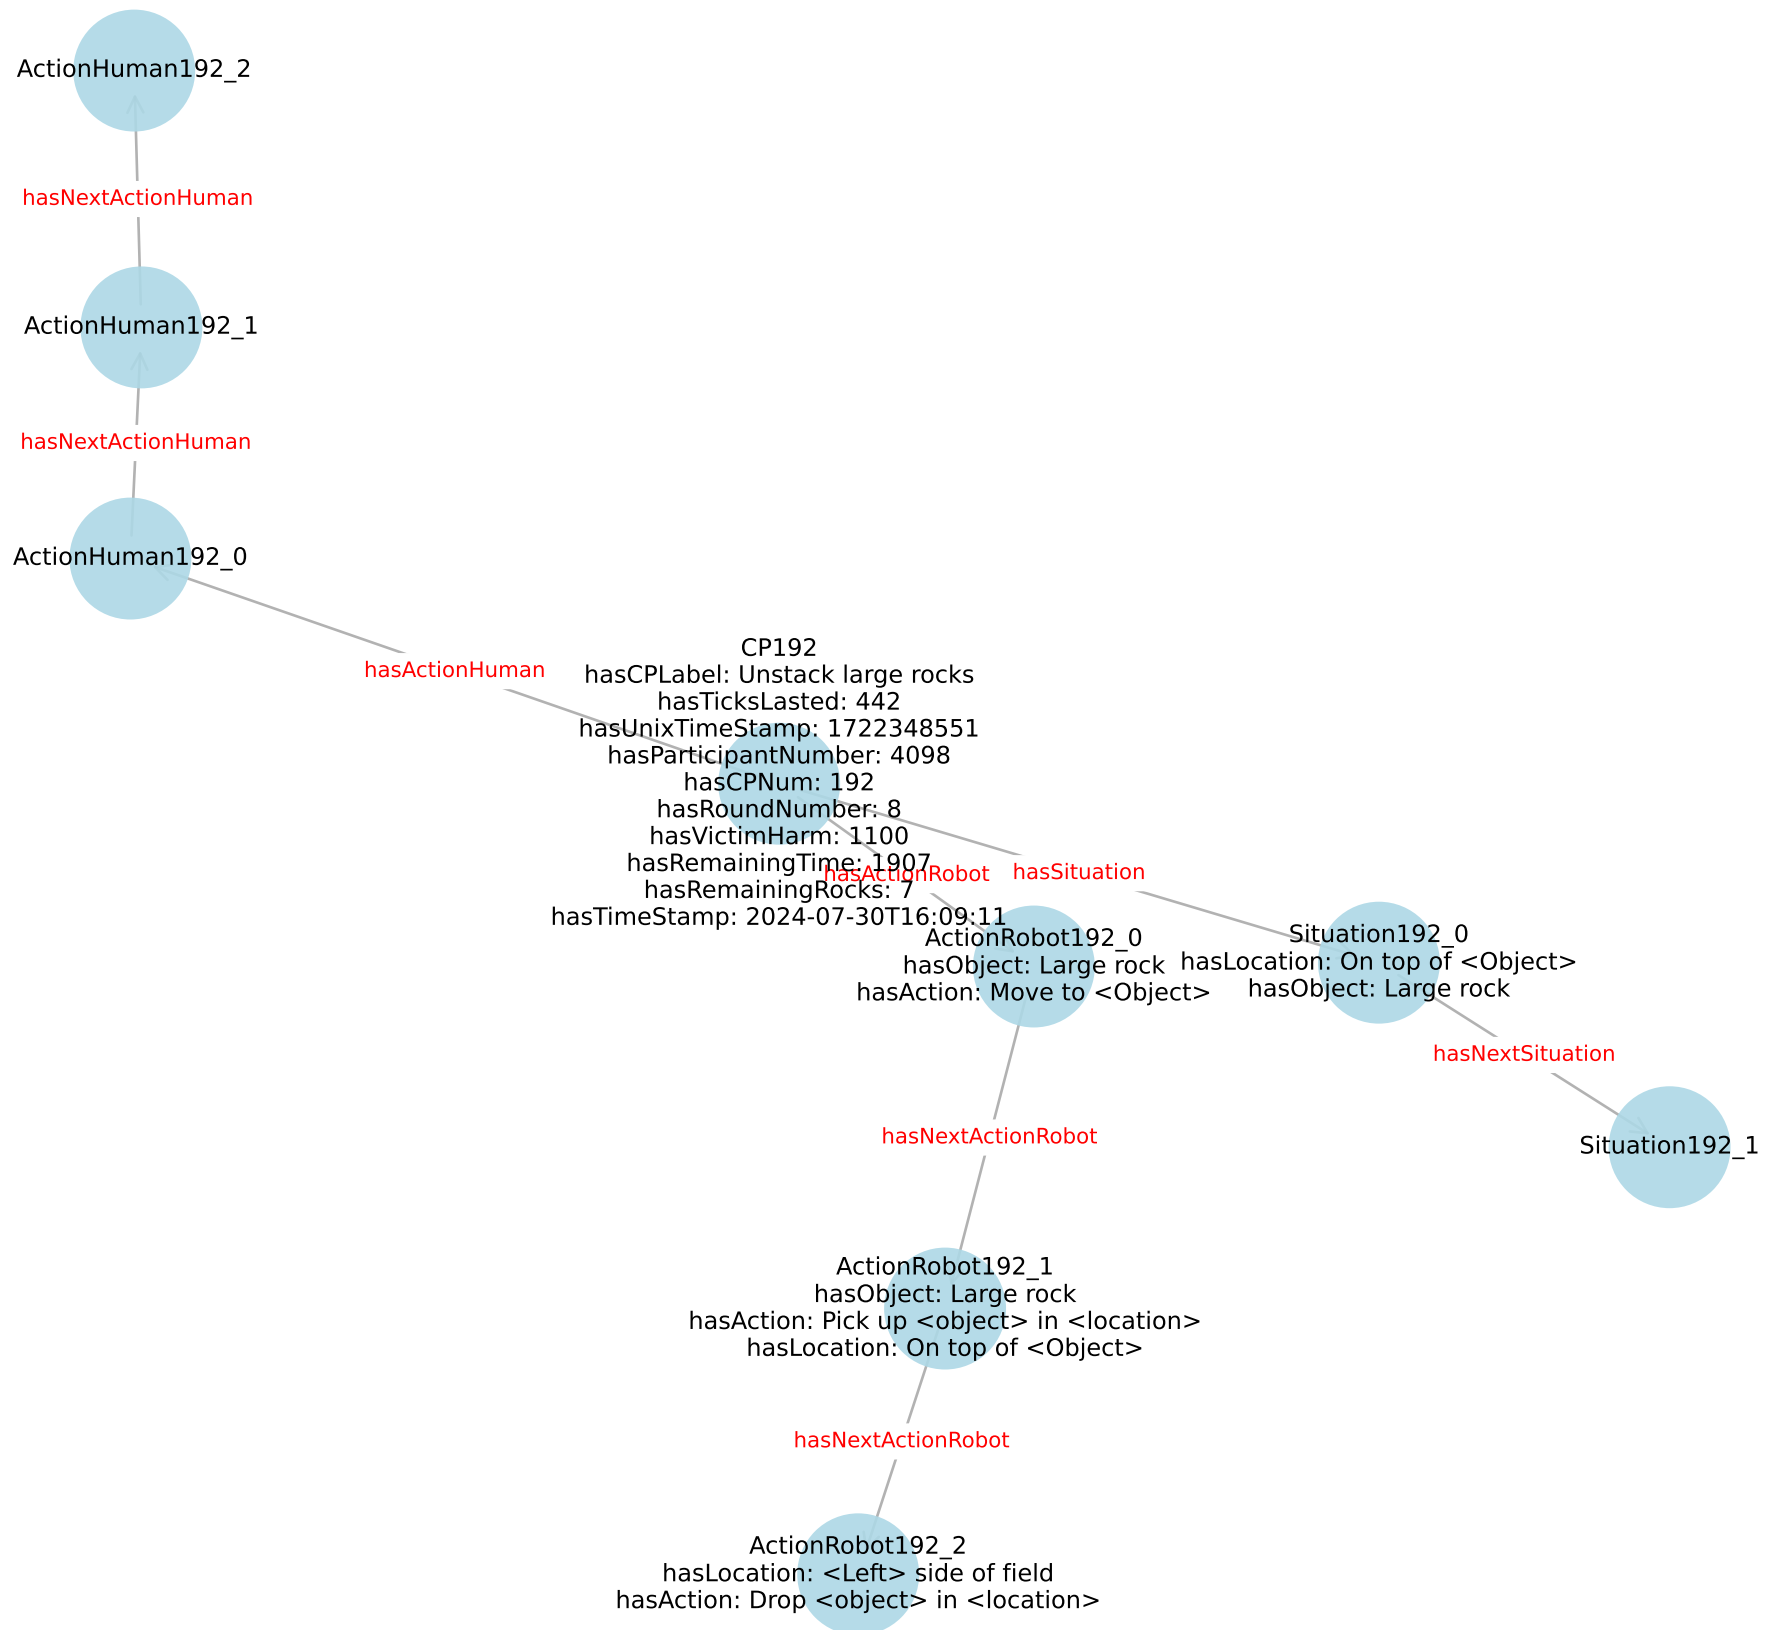 ActionHuman192_2
hasNextActionHuman
ActionHuman192_1
hasNextActionHuman
ActionHuman192_0
hasActionHuman
CP192
hasCPLabel: Unstack large rocks
hasTicksLasted: 442
hasUnixTimeStamp: 1722348551
hasParticipantNumber: 4098
hasCPNum: 192
hasRoundNumber: 8
hasVictimHarm: 1100
hasRemainingTime: 1907
hasRemainingRocks: 7
hasTimeStamp: 2024-07-30T16:09:11
hasActionRobot
hasSituation
ActionRobot192_0
hasObject: Large rock
hasAction: Move to <Object>
Situation192_0
hasLocation: On top of <Object>
hasObject: Large rock
hasNextSituation
Situation192_1
hasNextActionRobot
ActionRobot192_1
hasObject: Large rock
hasAction: Pick up <object> in <location>
hasLocation: On top of <Object>
hasNextActionRobot
ActionRobot192_2
hasLocation: <Left> side of field
hasAction: Drop <object> in <location>